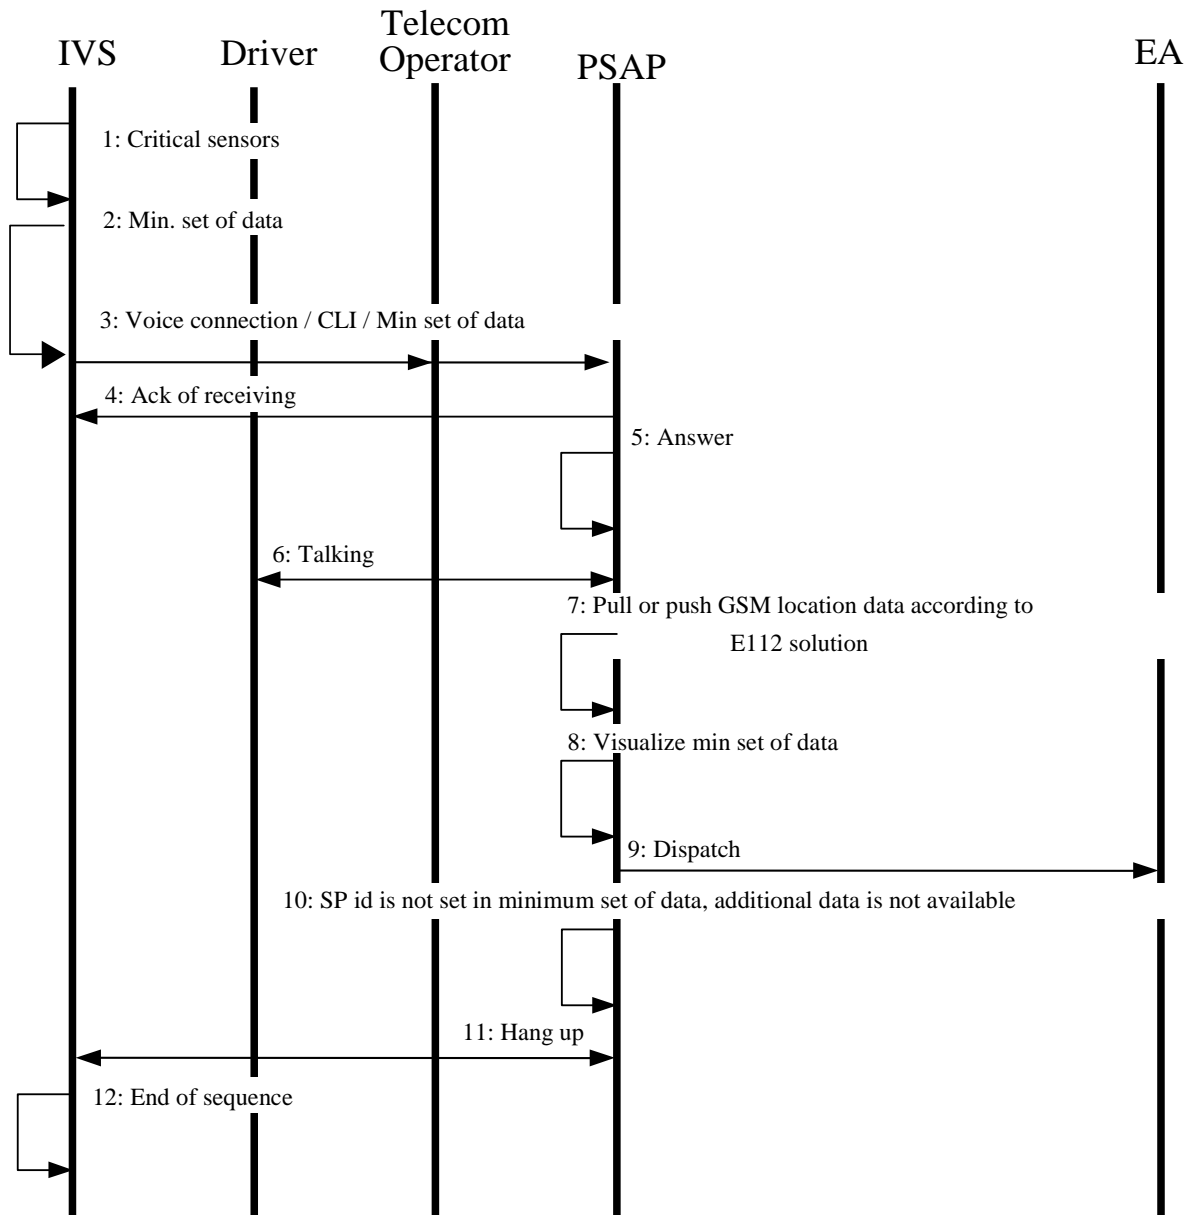 IVS
Driver
Telecom
Operator
PSAP
EA
1: Critical sensors
2: Min. set of data
3: Voice connection / CLI / Min set of data
4: Ack of receiving
5: Answer
6: Talking
7: Pull or push GSM location data according to
E112 solution
8: Visualize min set of data
9: Dispatch
10: SP id is not set in minimum set of data, additional data is not available
11: Hang up
12: End of sequence